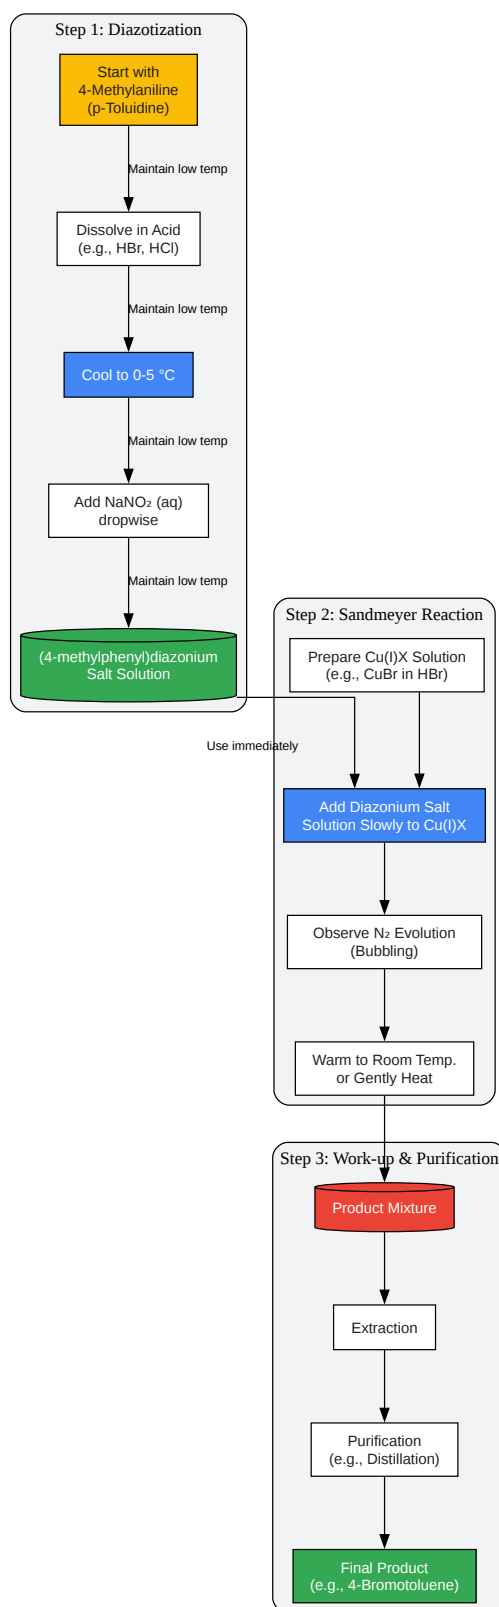 Step 1: Diazotization
Start with
4-Methylaniline
(p-Toluidine)
Maintain low temp
Dissolve in Acid
(e.g., HBr, HCl)
Maintain low temp
Cool to 0-5 °C
Maintain low temp
Add NaNO₂ (aq)
dropwise
Maintain low temp
(4-methylphenyl)diazonium
Salt Solution
Use immediately
Step 2: Sandmeyer Reaction
Prepare Cu(I)X Solution
(e.g., CuBr in HBr)
Add Diazonium Salt
Solution Slowly to Cu(I)X
Observe N₂ Evolution
(Bubbling)
Warm to Room Temp.
or Gently Heat
Step 3: Work-up & Purification
Product Mixture
Extraction
Purification
(e.g., Distillation)
Final Product
(e.g., 4-Bromotoluene)